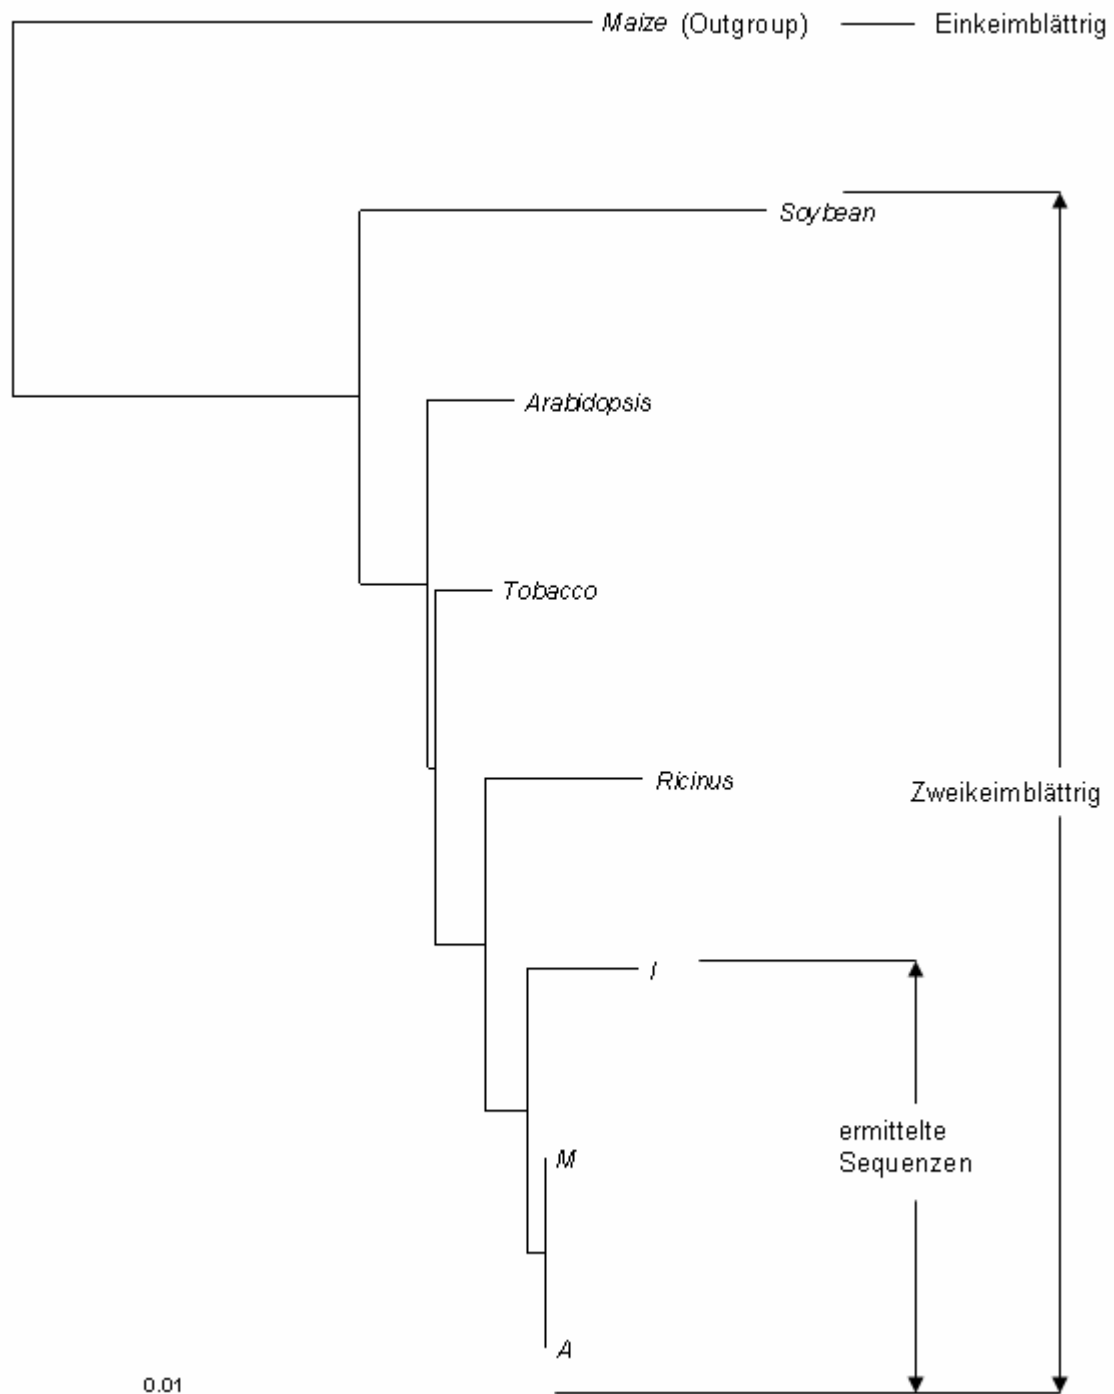 Maize (Outgroup) Einkeimblättrig
Soybean
Arabidopsis
Tobacco
Ricinus
Zweikeimblättrig
I
ermittelte
Sequenzen
M
A
0.01